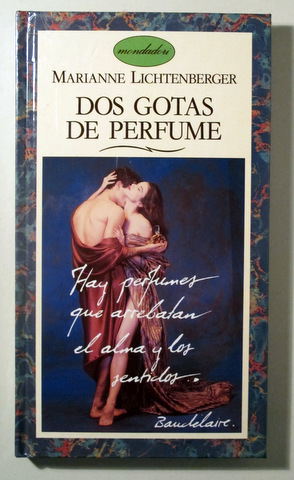 mondadori
MARIANNE LICHTENBERGER
DOS GOTAS
DE PERFUME
Hay perfumes
que arrebatan
el alma y los
sentidos...
Baudelaire.